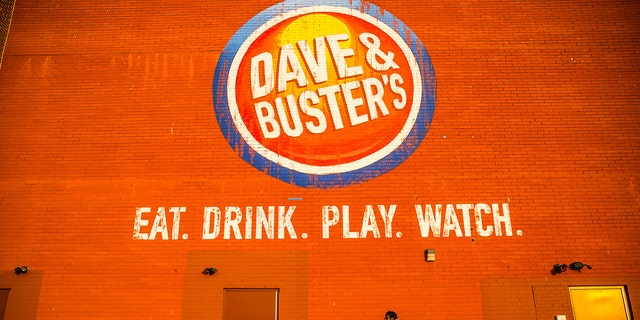 DAVE &
BUSTER'S
EAT. DRINK. PLAY. WATCH.